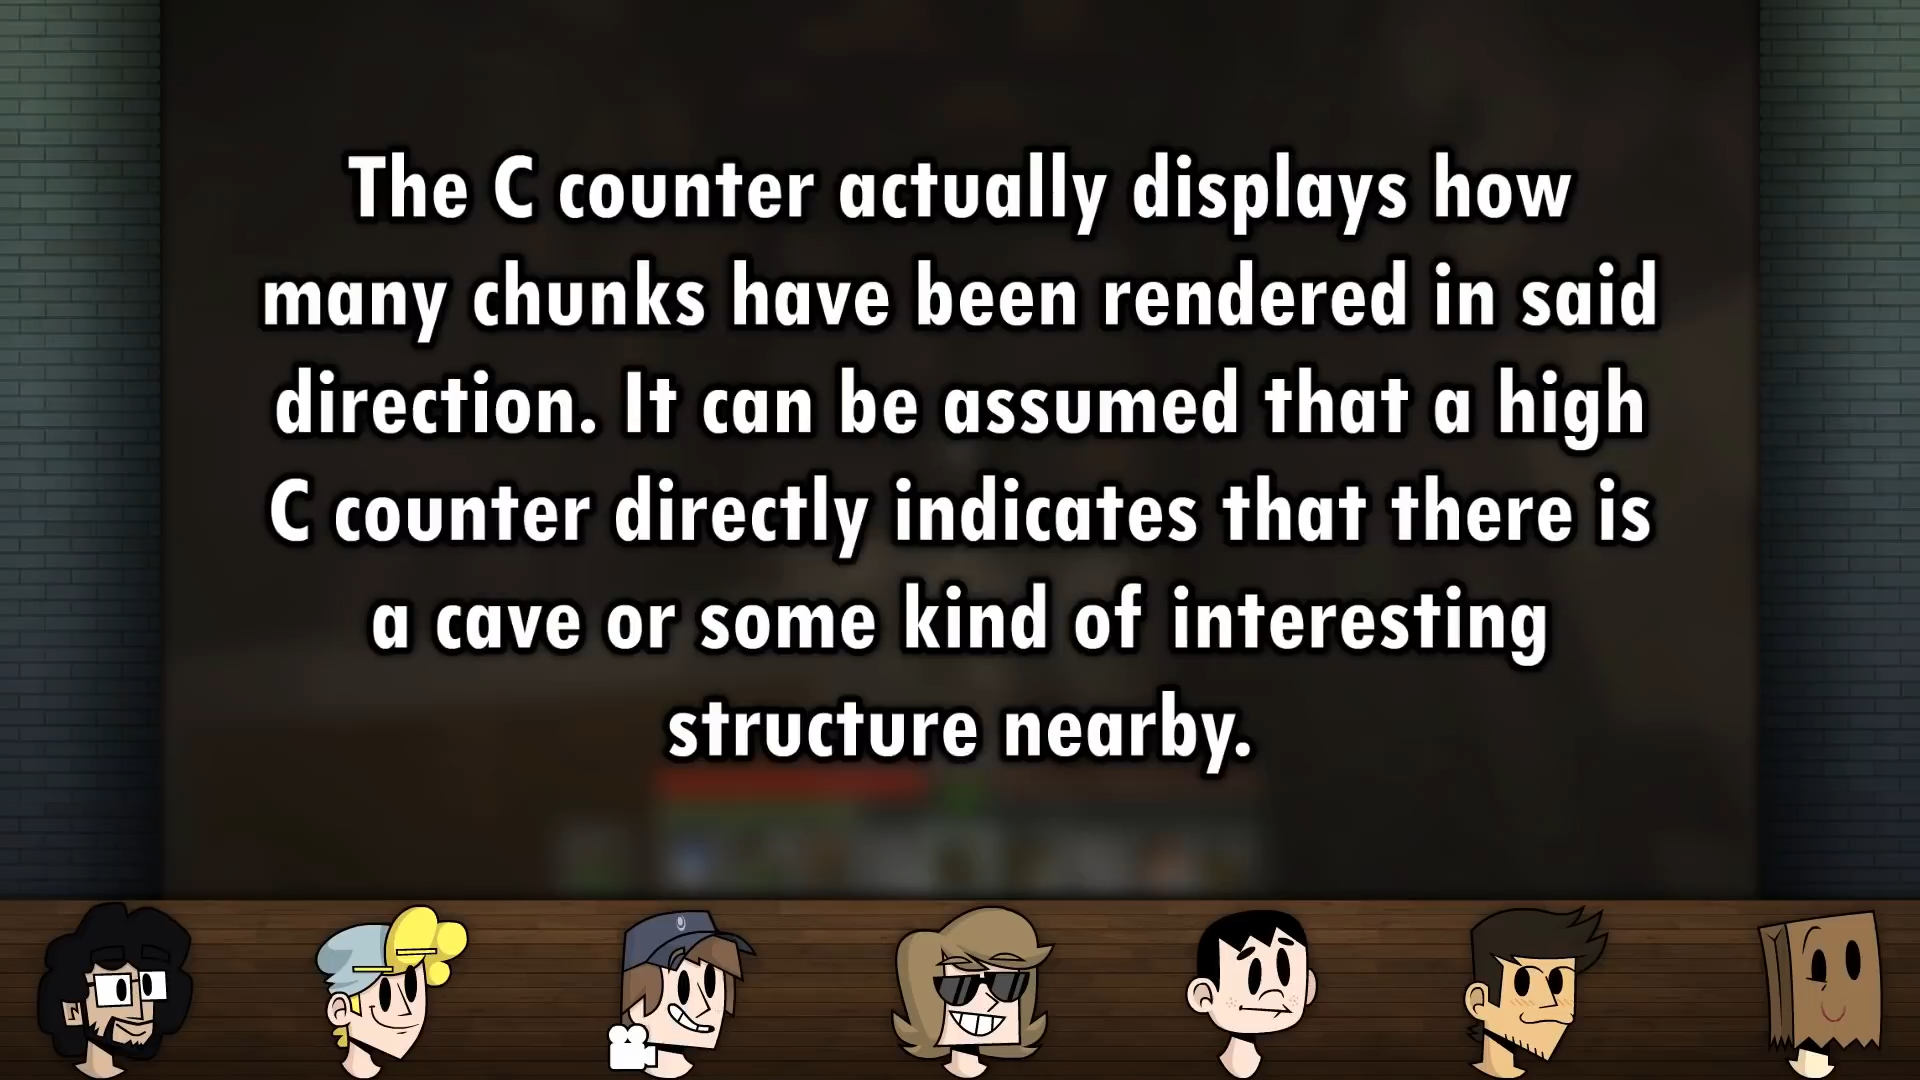 The C counter actually displays how
many chunks have been rendered in said
direction. It can be assumed that a high
C counter directly indicates that there is
a cave or some kind of interesting
structure nearby.